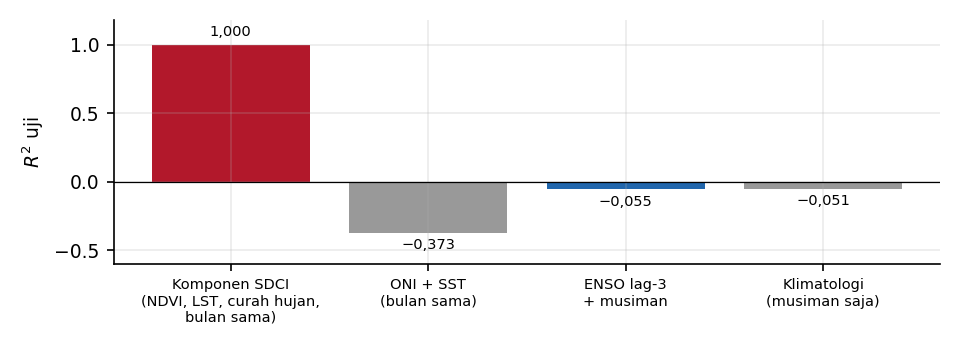 1,000
1.0
0.5
0.0
−0.5
R² uji
−0,373
−0,055
−0,051
Komponen SDCI
(NDVI, LST, curah hujan,
bulan sama)
ONI + SST
(bulan sama)
ENSO lag-3
+ musiman
Klimatologi
(musiman saja)